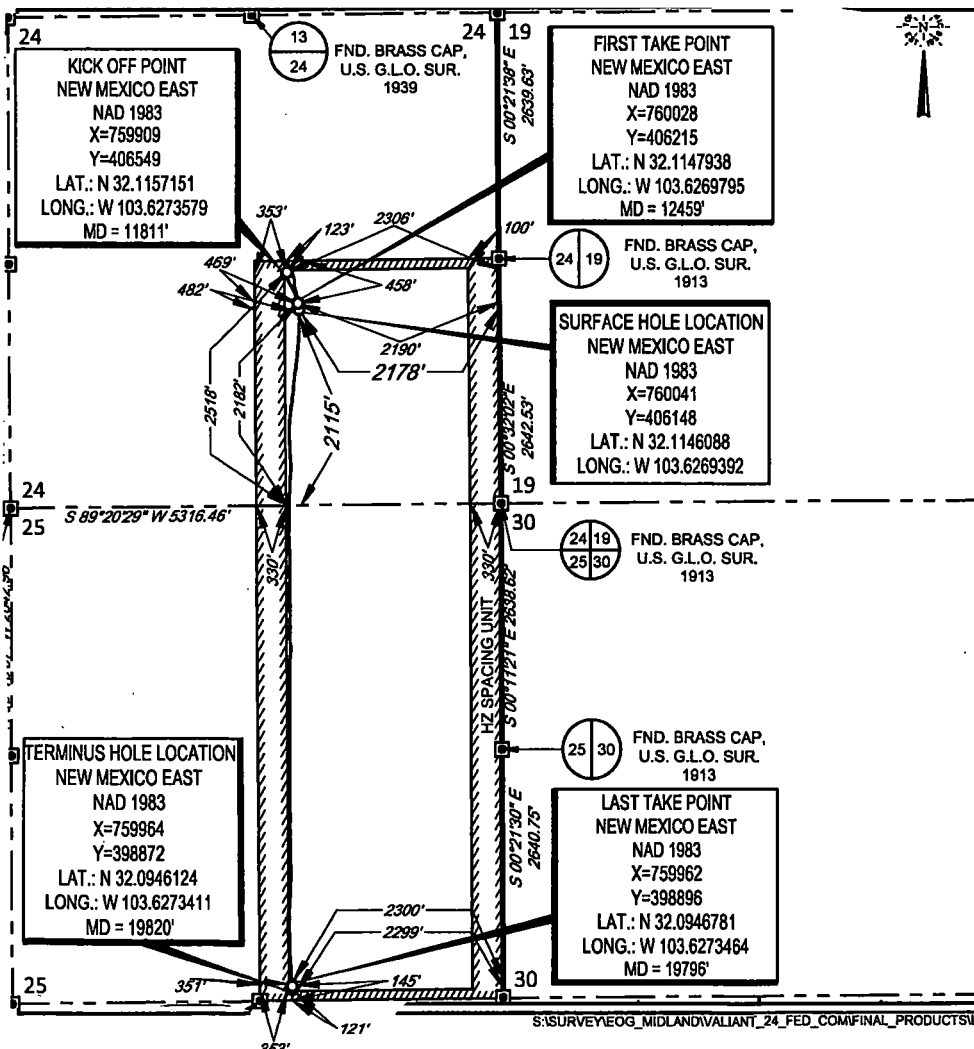 24
13
24
FND. BRASS CAP,
U.S. G.L.O. SUR.
1939
24
19
N
KICK OFF POINT
NEW MEXICO EAST
NAD 1983
X=759909
Y=406549
LAT.: N 32.1157151
LONG.: W 103.6273579
MD = 11811'
S 00°21'38" E
2639.63'
FIRST TAKE POINT
NEW MEXICO EAST
NAD 1983
X=760028
Y=406215
LAT.: N 32.1147938
LONG.: W 103.6269795
MD = 12459'
353'
123'
2306'
100'
24 19
FND. BRASS CAP,
U.S. G.L.O. SUR.
1913
469'
482'
458'
2190'
2178'
SURFACE HOLE LOCATION
NEW MEXICO EAST
NAD 1983
X=760041
Y=406148
LAT.: N 32.1146088
LONG.: W 103.6269392
2518'
2182'
2115'
S 00°32'02" E
2642.53'
24
25
S 89°20'29" W 5316.46'
19
30
330'
330'
24 19
25 30
FND. BRASS CAP,
U.S. G.L.O. SUR.
1913
HZ SPACING UNIT
S 00°11'21" E 2638.62'
25 30
FND. BRASS CAP,
U.S. G.L.O. SUR.
1913
TERMINUS HOLE LOCATION
NEW MEXICO EAST
NAD 1983
X=759964
Y=398872
LAT.: N 32.0946124
LONG.: W 103.6273411
MD = 19820'
S 00°21'30" E
2640.75'
LAST TAKE POINT
NEW MEXICO EAST
NAD 1983
X=759962
Y=398896
LAT.: N 32.0946781
LONG.: W 103.6273464
MD = 19796'
2300'
2299'
25
351'
145'
30
121'
S:\SURVEY\EOG_MIDLAND\VALIANT_24_FED_COM\FINAL_PRODUCTS\